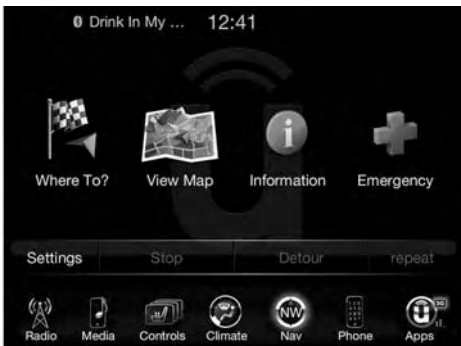 Drink In My ... 12:41
Where To? View Map Information Emergency
Settings Stop Detour repeat
NW
3G
Radio Media Controls Climate Nav Phone Apps